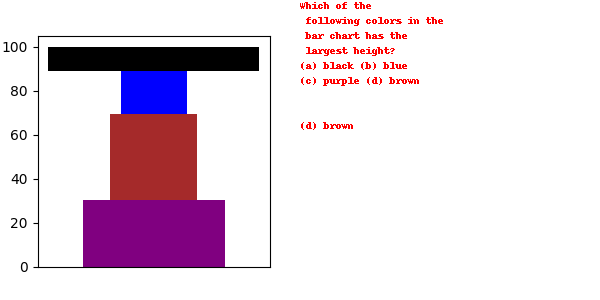 100
80
60
40
20
0
Which of the
following colors in the
bar chart has the
largest height?
(a) black (b) blue
(c) purple (d) brown
(d) brown